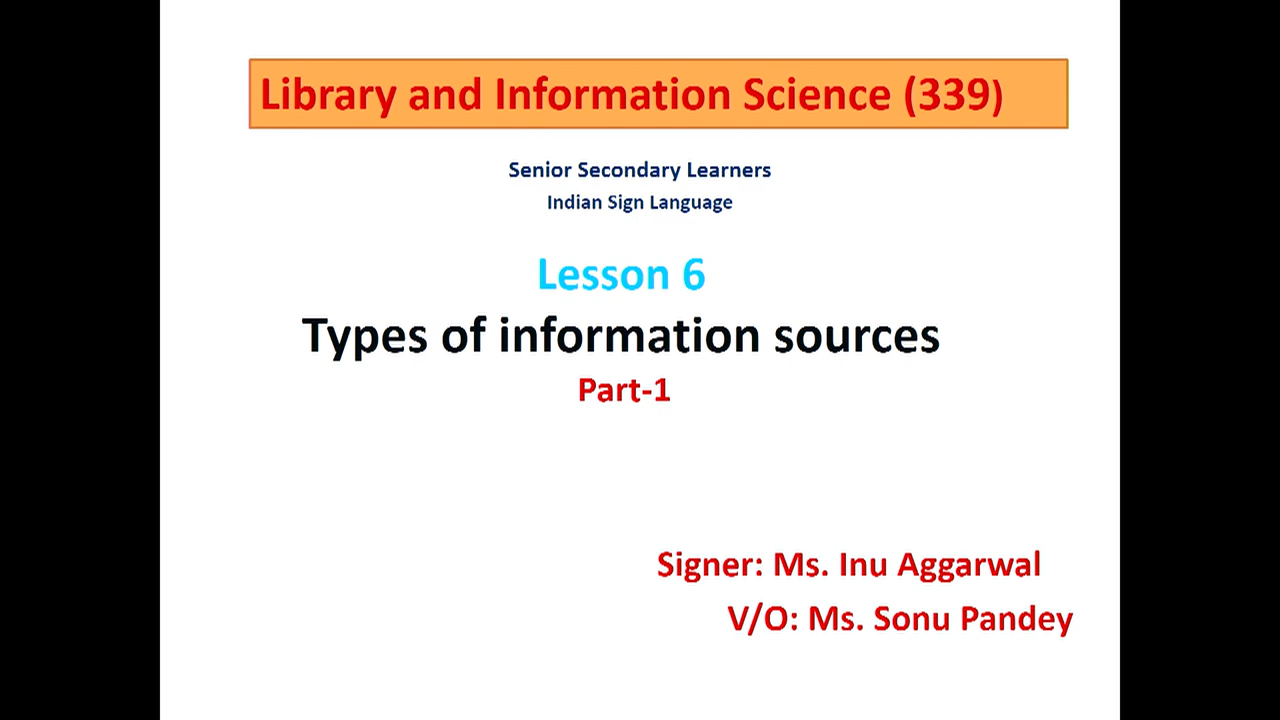 Library and Information Science (339)
Senior Secondary Learners
Indian Sign Language
Lesson 6
Types of information sources
Part-1
Signer: Ms. Inu Aggarwal
V/O: Ms. Sonu Pandey